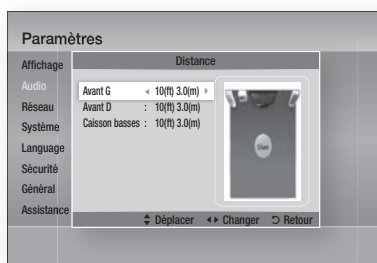 Paramètres
Distance
Affichage
Audio
Réseau
Système
Language
Sécurité
Général
Assistance
Avant G 10(ft) 3.0(m)
Avant D : 10(ft) 3.0(m)
Caisson basses : 10(ft) 3.0(m)
User
Déplacer Changer Retour